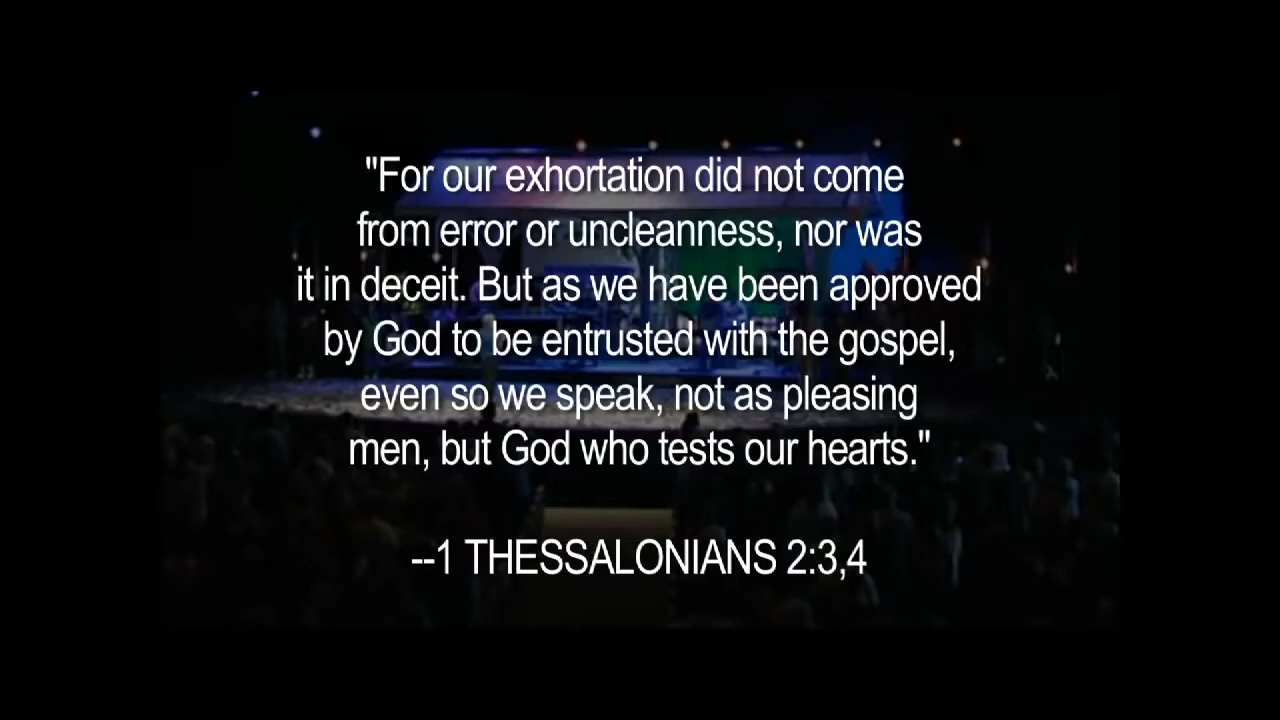 "For our exhortation did not come
from error or uncleanness, nor was
it in deceit. But as we have been approved
by God to be entrusted with the gospel,
even so we speak, not as pleasing
men, but God who tests our hearts."
--1 THESSALONIANS 2:3,4